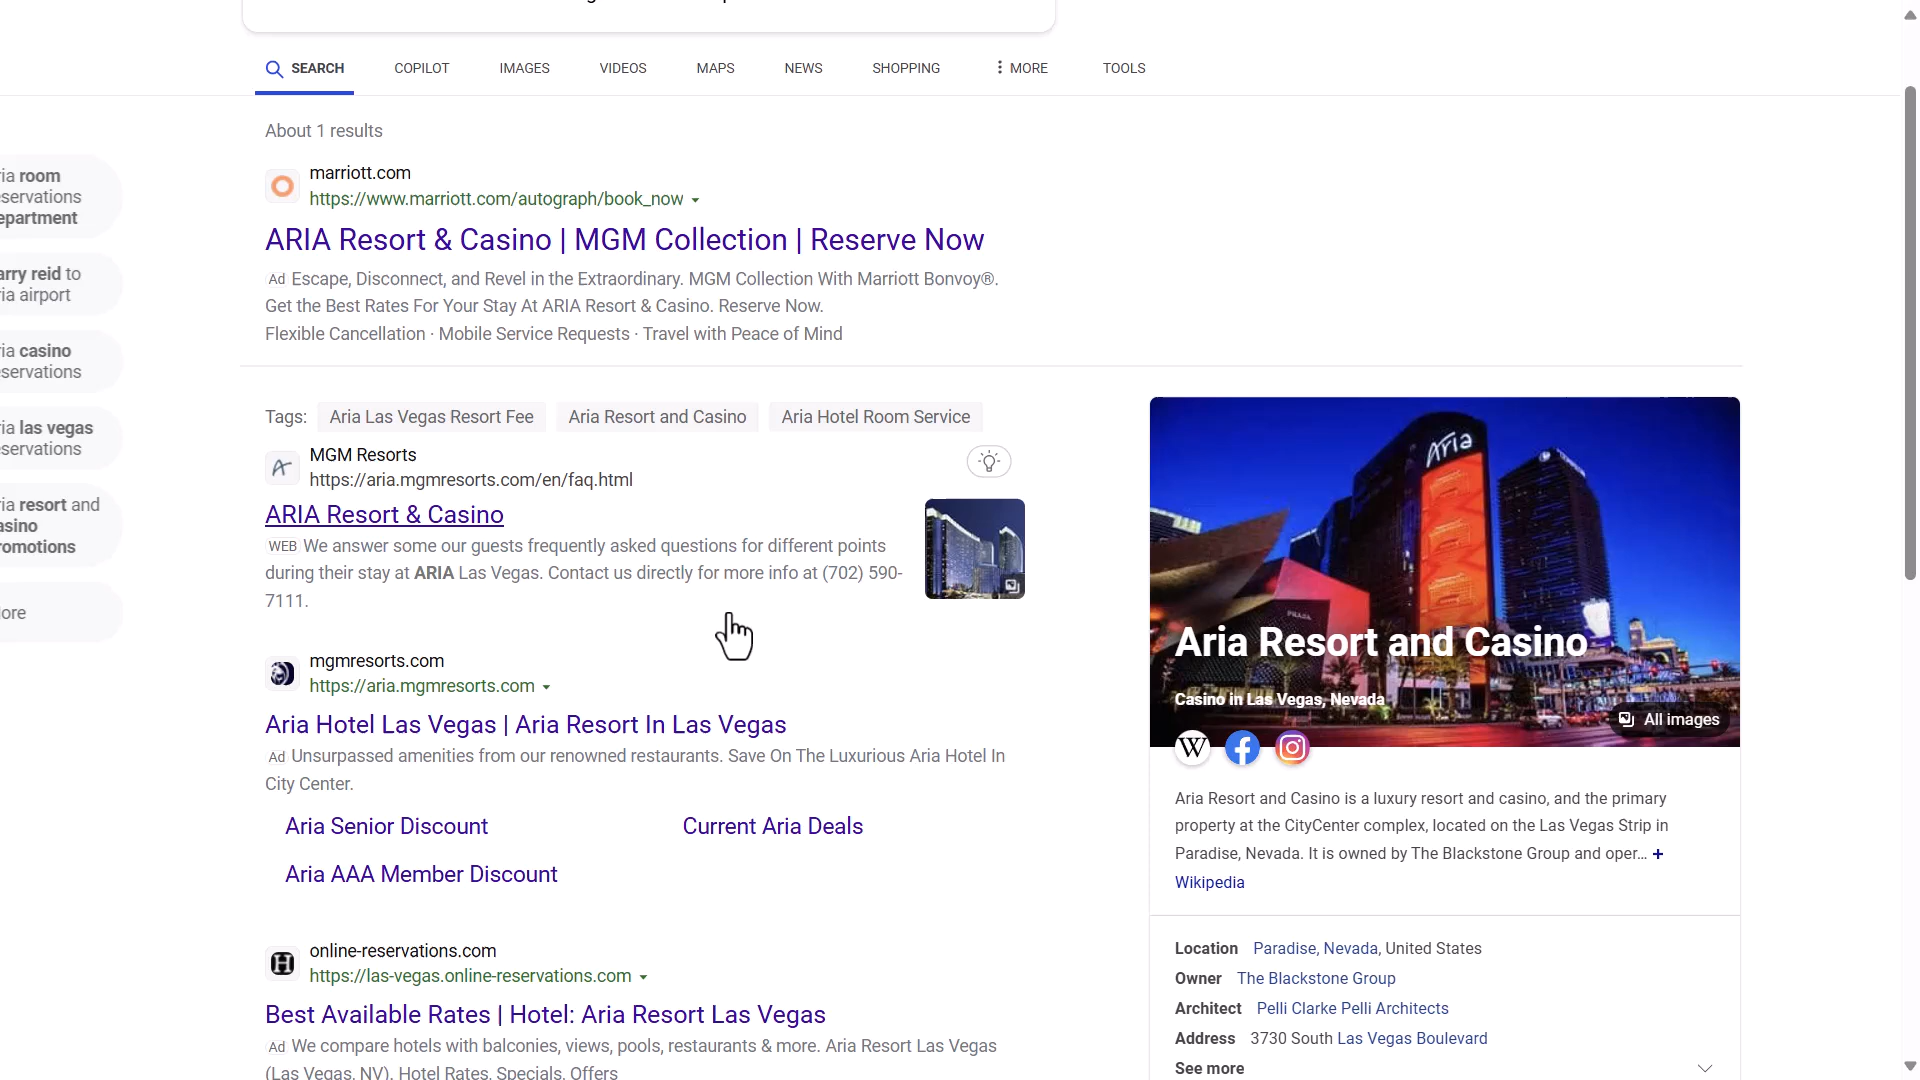 SEARCH
COPILOT
IMAGES
VIDEOS
MAPS
NEWS
SHOPPING
MORE
TOOLS
About 1 results
ia room
servations
epartment
arry reid to
ia airport
ia casino
servations
ia las vegas
servations
ia resort and
asino
romotions
ore
marriott.com
https://www.marriott.com/autograph/book_now
ARIA Resort & Casino | MGM Collection | Reserve Now
Ad Escape, Disconnect, and Revel in the Extraordinary. MGM Collection With Marriott Bonvoy®.
Get the Best Rates For Your Stay At ARIA Resort & Casino. Reserve Now.
Flexible Cancellation · Mobile Service Requests · Travel with Peace of Mind
Tags: Aria Las Vegas Resort Fee Aria Resort and Casino Aria Hotel Room Service
MGM Resorts
https://aria.mgmresorts.com/en/faq.html
ARIA Resort & Casino
WEB We answer some our guests frequently asked questions for different points
during their stay at ARIA Las Vegas. Contact us directly for more info at (702) 590-
7111.
mgmresorts.com
https://aria.mgmresorts.com
Aria Hotel Las Vegas | Aria Resort In Las Vegas
Ad Unsurpassed amenities from our renowned restaurants. Save On The Luxurious Aria Hotel In
City Center.
Aria Senior Discount
Current Aria Deals
Aria AAA Member Discount
online-reservations.com
https://las-vegas.online-reservations.com
Best Available Rates | Hotel: Aria Resort Las Vegas
Ad We compare hotels with balconies, views, pools, restaurants & more. Aria Resort Las Vegas
(Las Vegas, NV). Hotel Rates, Specials, Offers
Aria
PRADA
Aria Resort and Casino
Casino in Las Vegas, Nevada
All images
W
Aria Resort and Casino is a luxury resort and casino, and the primary
property at the CityCenter complex, located on the Las Vegas Strip in
Paradise, Nevada. It is owned by The Blackstone Group and oper... +
Wikipedia
Location Paradise, Nevada, United States
Owner The Blackstone Group
Architect Pelli Clarke Pelli Architects
Address 3730 South Las Vegas Boulevard
See more